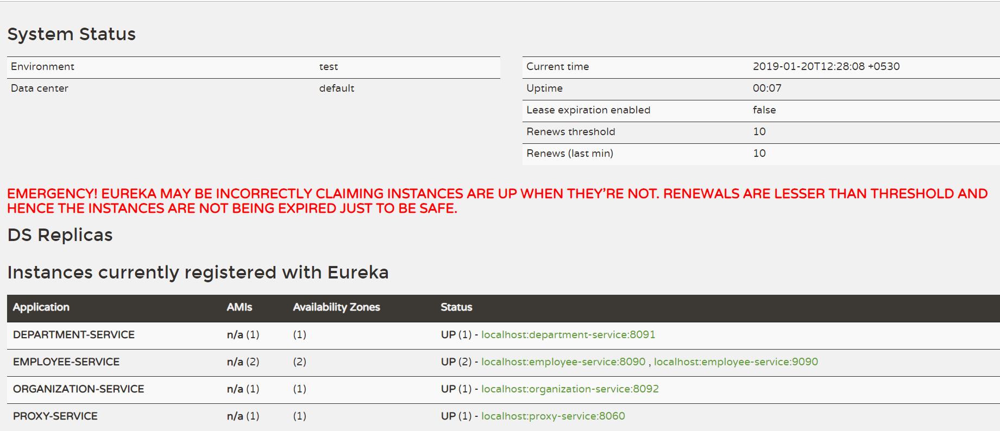 System Status
Environment test
Data center default
Current time 2019-01-20T12:28:08 +0530
Uptime 00:07
Lease expiration enabled false
Renews threshold 10
Renews (last min) 10
EMERGENCY! EUREKA MAY BE INCORRECTLY CLAIMING INSTANCES ARE UP WHEN THEY'RE NOT. RENEWALS ARE LESSER THAN THRESHOLD AND
HENCE THE INSTANCES ARE NOT BEING EXPIRED JUST TO BE SAFE.
DS Replicas
Instances currently registered with Eureka
Application AMIs Availability Zones Status
DEPARTMENT-SERVICE n/a (1) (1) UP (1) - localhost:department-service:8091
EMPLOYEE-SERVICE n/a (2) (2) UP (2) - localhost:employee-service:8090 , localhost:employee-service:9090
ORGANIZATION-SERVICE n/a (1) (1) UP (1) - localhost:organization-service:8092
PROXY-SERVICE n/a (1) (1) UP (1) - localhost:proxy-service:8060